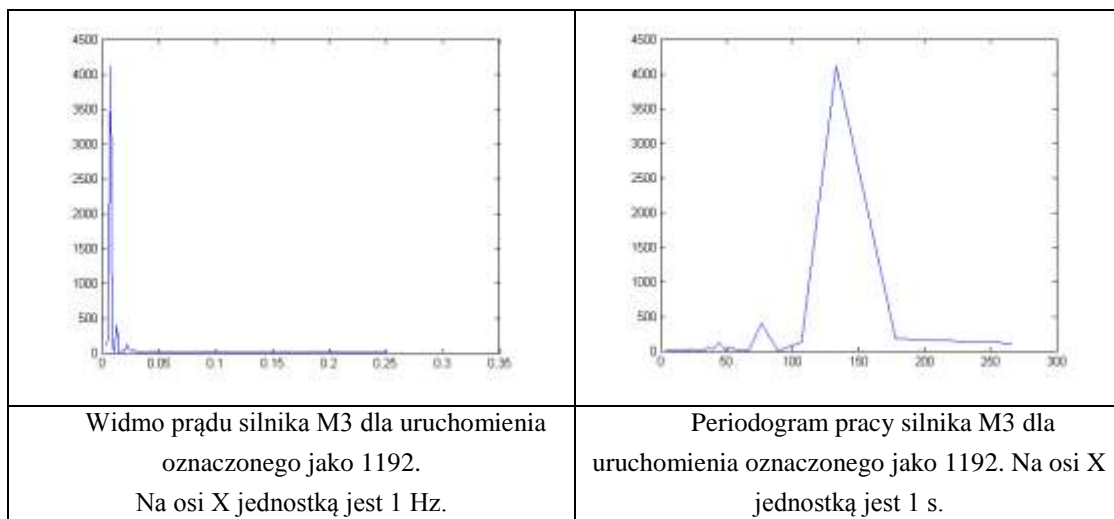 4500
4000
3500
3000
2500
2000
1500
1000
500
0
0 0.05 0.1 0.15 0.2 0.25 0.3 0.35
4500
4000
3500
3000
2500
2000
1500
1000
500
0
0 50 100 150 200 250 300
Widmo prądu silnika M3 dla uruchomienia
oznaczonego jako 1192.
Na osi X jednostką jest 1 Hz.
Periodogram pracy silnika M3 dla
uruchomienia oznaczonego jako 1192. Na osi X
jednostką jest 1 s.